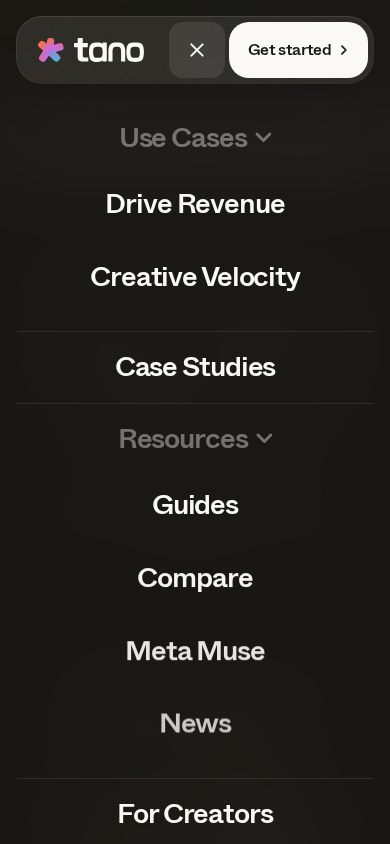 tano
Get started
Use Cases
Drive Revenue
Creative Velocity
Case Studies
Resources
Guides
Compare
Meta Muse
News
For Creators